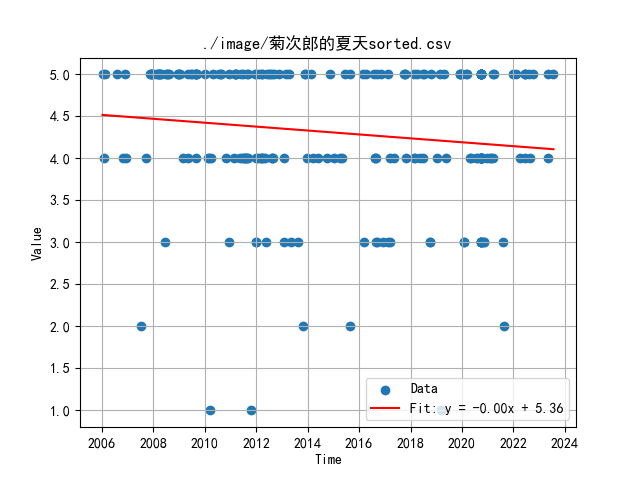 ./image/菊次郎的夏天sorted.csv
5.0
4.5
4.0
3.5
3.0
2.5
2.0
1.5
1.0
Value
Data
Fit: y = -0.00x + 5.36
2006 2008 2010 2012 2014 2016 2018 2020 2022 2024
Time